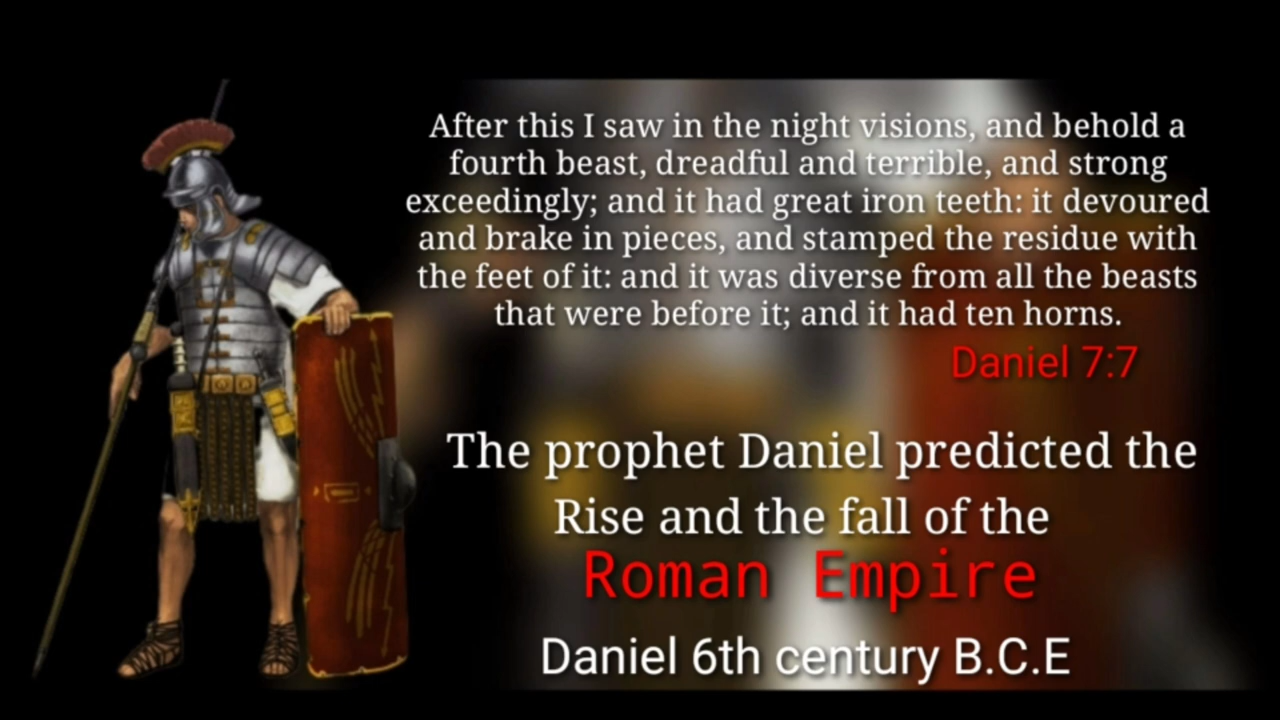 After this I saw in the night visions, and behold a
fourth beast, dreadful and terrible, and strong
exceedingly; and it had great iron teeth: it devoured
and brake in pieces, and stamped the residue with
the feet of it: and it was diverse from all the beasts
that were before it; and it had ten horns.
Daniel 7:7
The prophet Daniel predicted the
Rise and the fall of the
Roman Empire
Daniel 6th century B.C.E